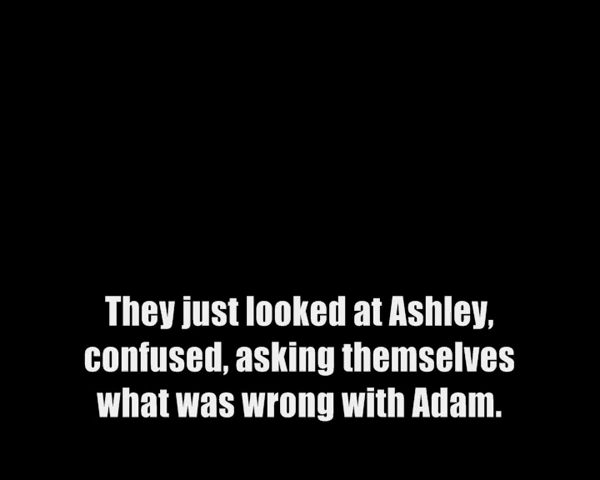 They just looked at Ashley,
confused, asking themselves
what was wrong with Adam.